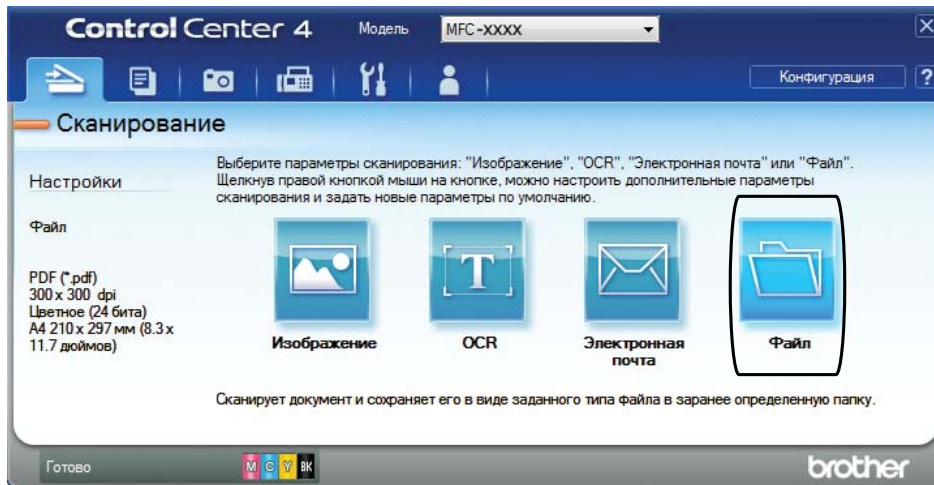 Control Center 4
Модель
MFC-XXXX
Конфигурация
?
Сканирование
Настройки
Файл
PDF (*.pdf)
300 x 300 dpi
Цветное (24 бита)
A4 210 x 297 мм (8.3 x
11.7 дюймов)
Выберите параметры сканирования: "Изображение", "OCR", "Электронная почта" или "Файл".
Щелкнув правой кнопкой мыши на кнопке, можно настроить дополнительные параметры
сканирования и задать новые параметры по умолчанию.
T
Изображение
OCR
Электронная
почта
Файл
Сканирует документ и сохраняет его в виде заданного типа файла в заранее определенную папку.
Готово
M C Y BK
brother